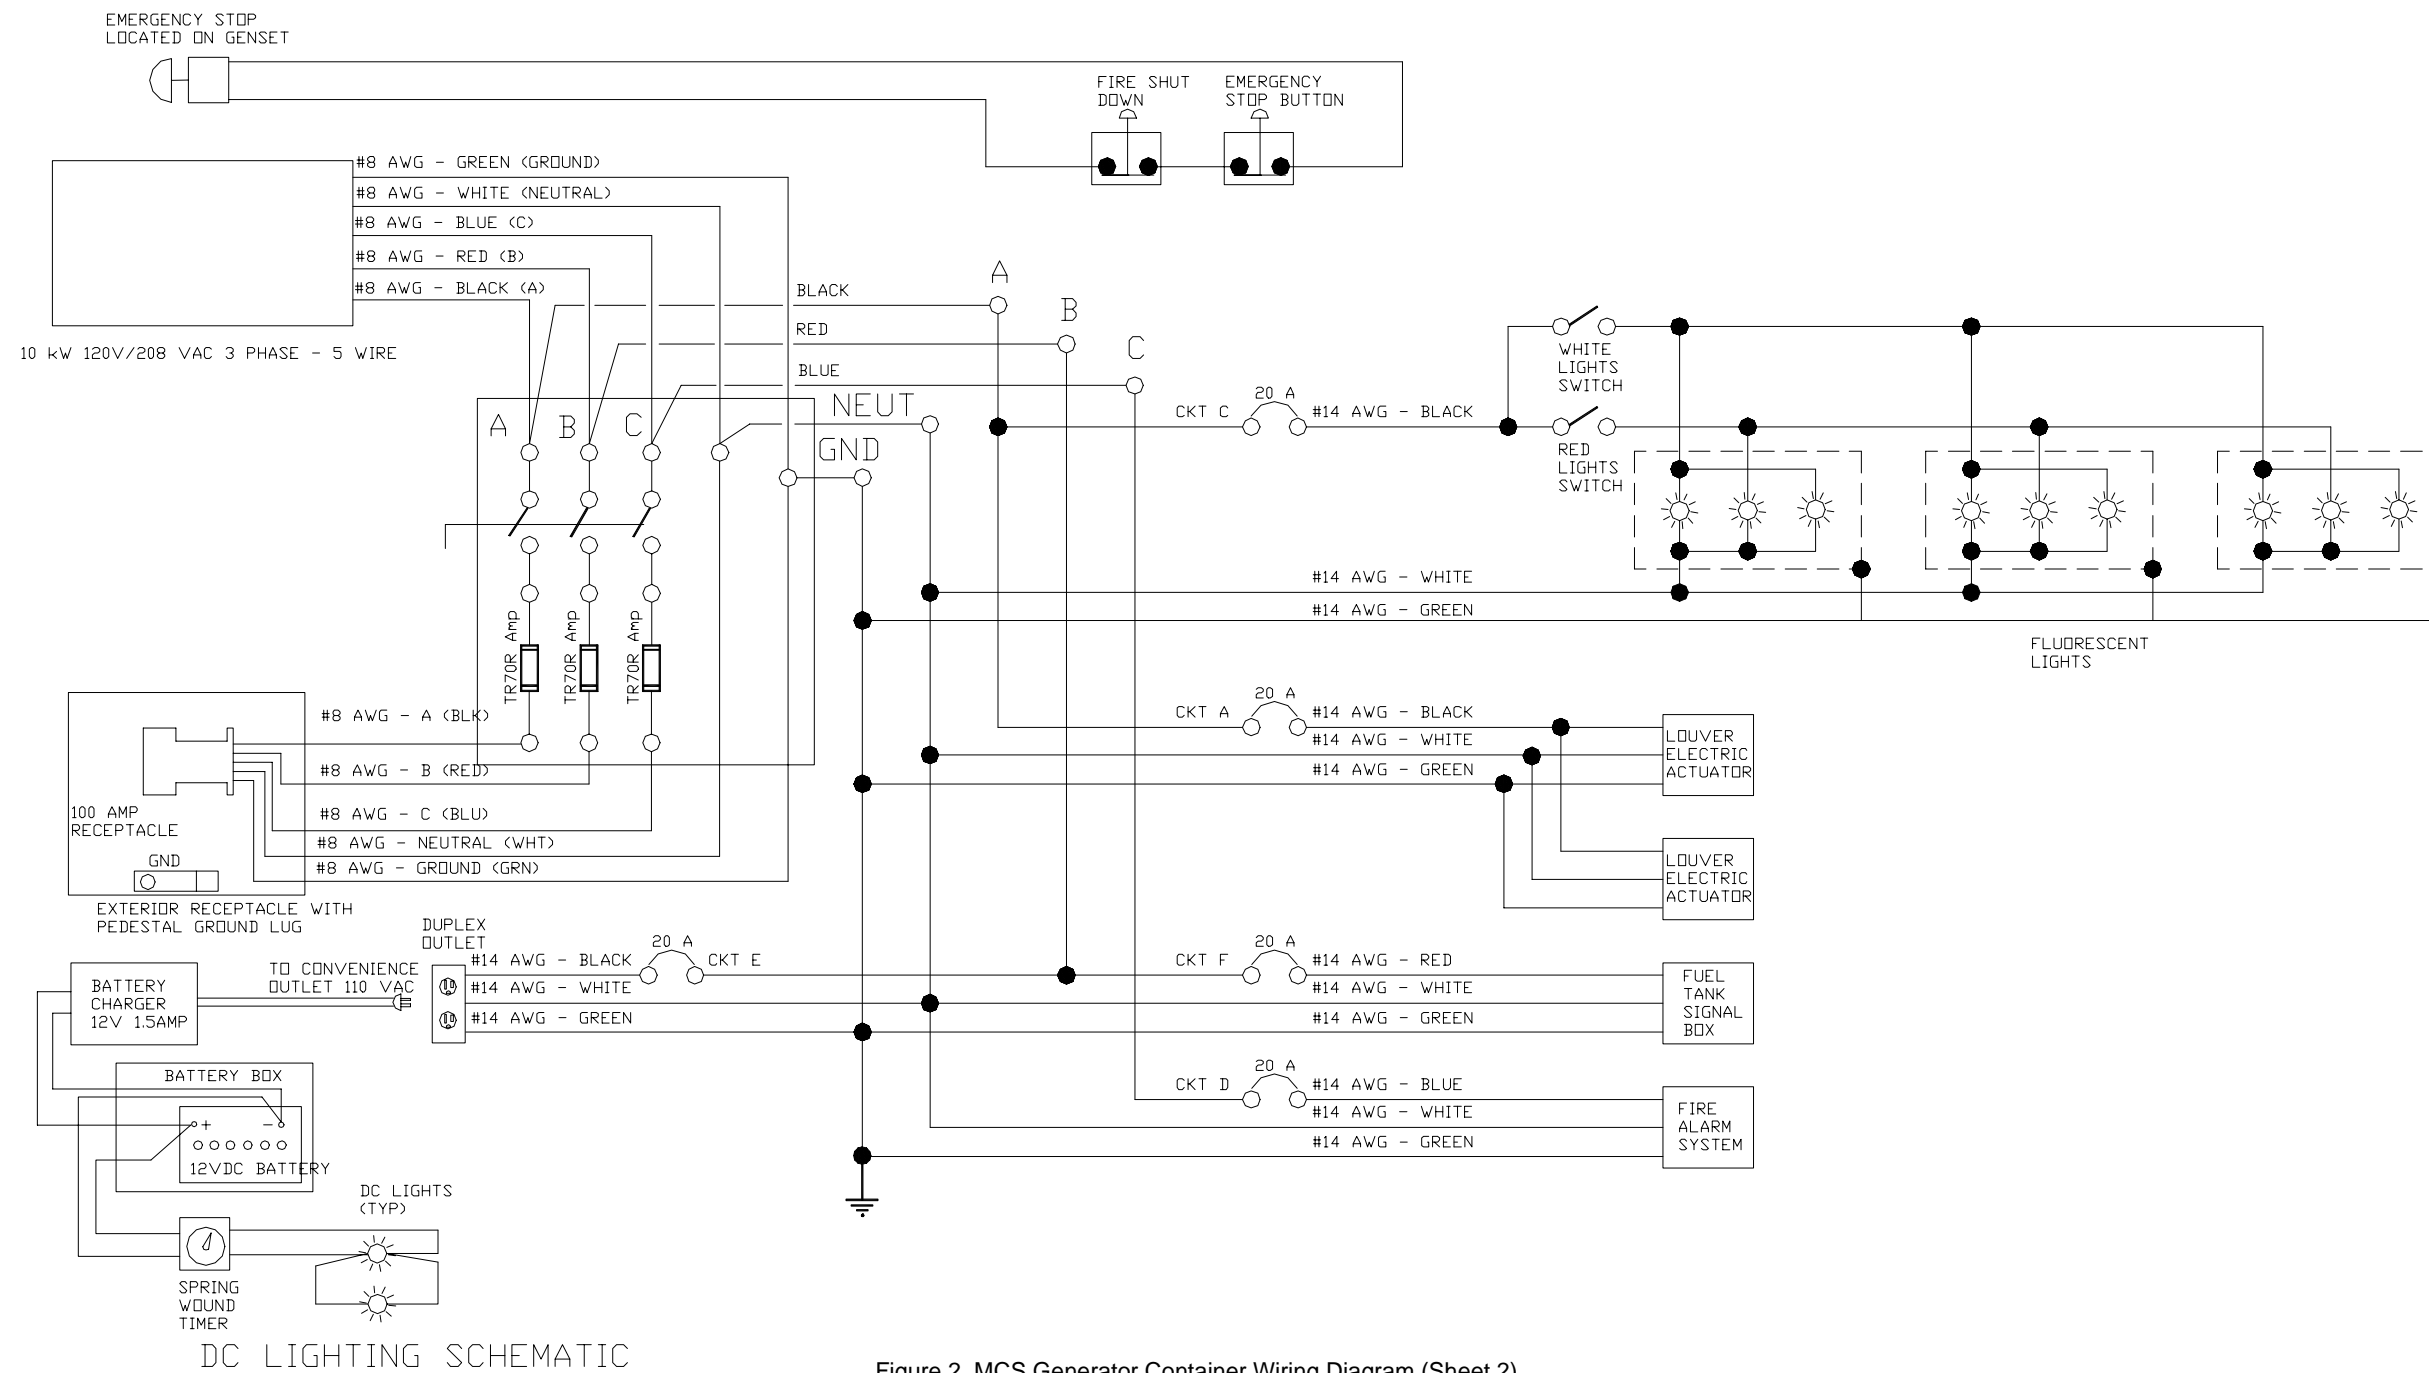 EMERGENCY STOP
LOCATED ON GENSET
FIRE SHUT
DOWN
EMERGENCY
STOP BUTTON
#8 AWG - GREEN (GROUND)
#8 AWG - WHITE (NEUTRAL)
#8 AWG - BLUE (C)
#8 AWG - RED (B)
#8 AWG - BLACK (A)
10 kW 120V/208 VAC 3 PHASE - 5 WIRE
BLACK
RED
BLUE
A
B
C
NEUT
GND
A
B
C
TR70R Amp
TR70R Amp
TR70R Amp
CKT C
20 A
#14 AWG - BLACK
WHITE
LIGHTS
SWITCH
RED
LIGHTS
SWITCH
#14 AWG - WHITE
#14 AWG - GREEN
FLUORESCENT
LIGHTS
CKT A
20 A
#14 AWG - BLACK
#14 AWG - WHITE
#14 AWG - GREEN
LOUVER
ELECTRIC
ACTUATOR
LOUVER
ELECTRIC
ACTUATOR
#8 AWG - A (BLK)
#8 AWG - B (RED)
#8 AWG - C (BLU)
#8 AWG - NEUTRAL (WHT)
#8 AWG - GROUND (GRN)
100 AMP
RECEPTACLE
GND
EXTERIOR RECEPTACLE WITH
PEDESTAL GROUND LUG
DUPLEX
OUTLET
#14 AWG - BLACK
20 A
CKT E
#14 AWG - WHITE
#14 AWG - GREEN
CKT F
20 A
#14 AWG - RED
#14 AWG - WHITE
#14 AWG - GREEN
FUEL
TANK
SIGNAL
BOX
CKT D
20 A
#14 AWG - BLUE
#14 AWG - WHITE
#14 AWG - GREEN
FIRE
ALARM
SYSTEM
TO CONVENIENCE
OUTLET 110 VAC
BATTERY
CHARGER
12V 1.5AMP
BATTERY BOX
+ -
12VDC BATTERY
DC LIGHTS
(TYP)
SPRING
WOUND
TIMER
DC LIGHTING SCHEMATIC
Figure 2. MCS Generator Container Wiring Diagram (Sheet 2)